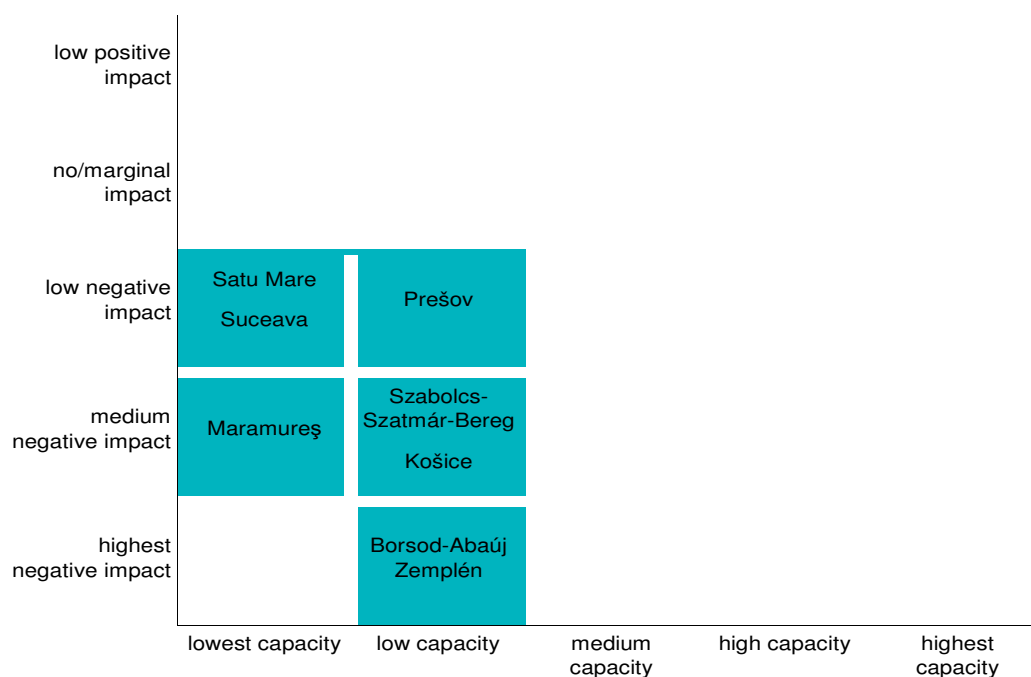 low positive
impact
no/marginal
impact
low negative
impact
Satu Mare
Suceava
Prešov
medium
negative impact
Maramureş
Szabolcs-
Szatmár-Bereg
Košice
highest
negative impact
Borsod-Abaúj
Zemplén
lowest capacity
low capacity
medium
capacity
high capacity
highest
capacity